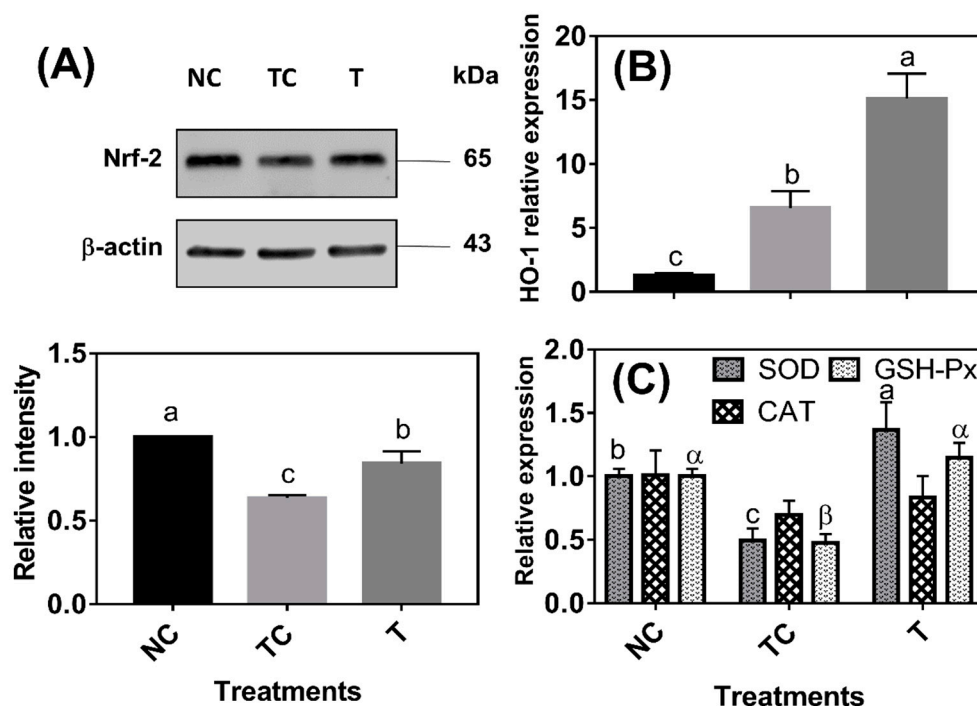 (A)
NC TC T kDa
Nrf-2 65
β-actin 43
Relative intensity
1.5
1.0
0.5
0.0
a
c
b
NC TC T
Treatments
(B)
HO-1 relative expression
20
15
10
5
0
c
b
a
(C)
SOD GSH-Px
CAT
Relative expression
2.0
1.5
1.0
0.5
0.0
b α
c β
a α
NC TC T
Treatments